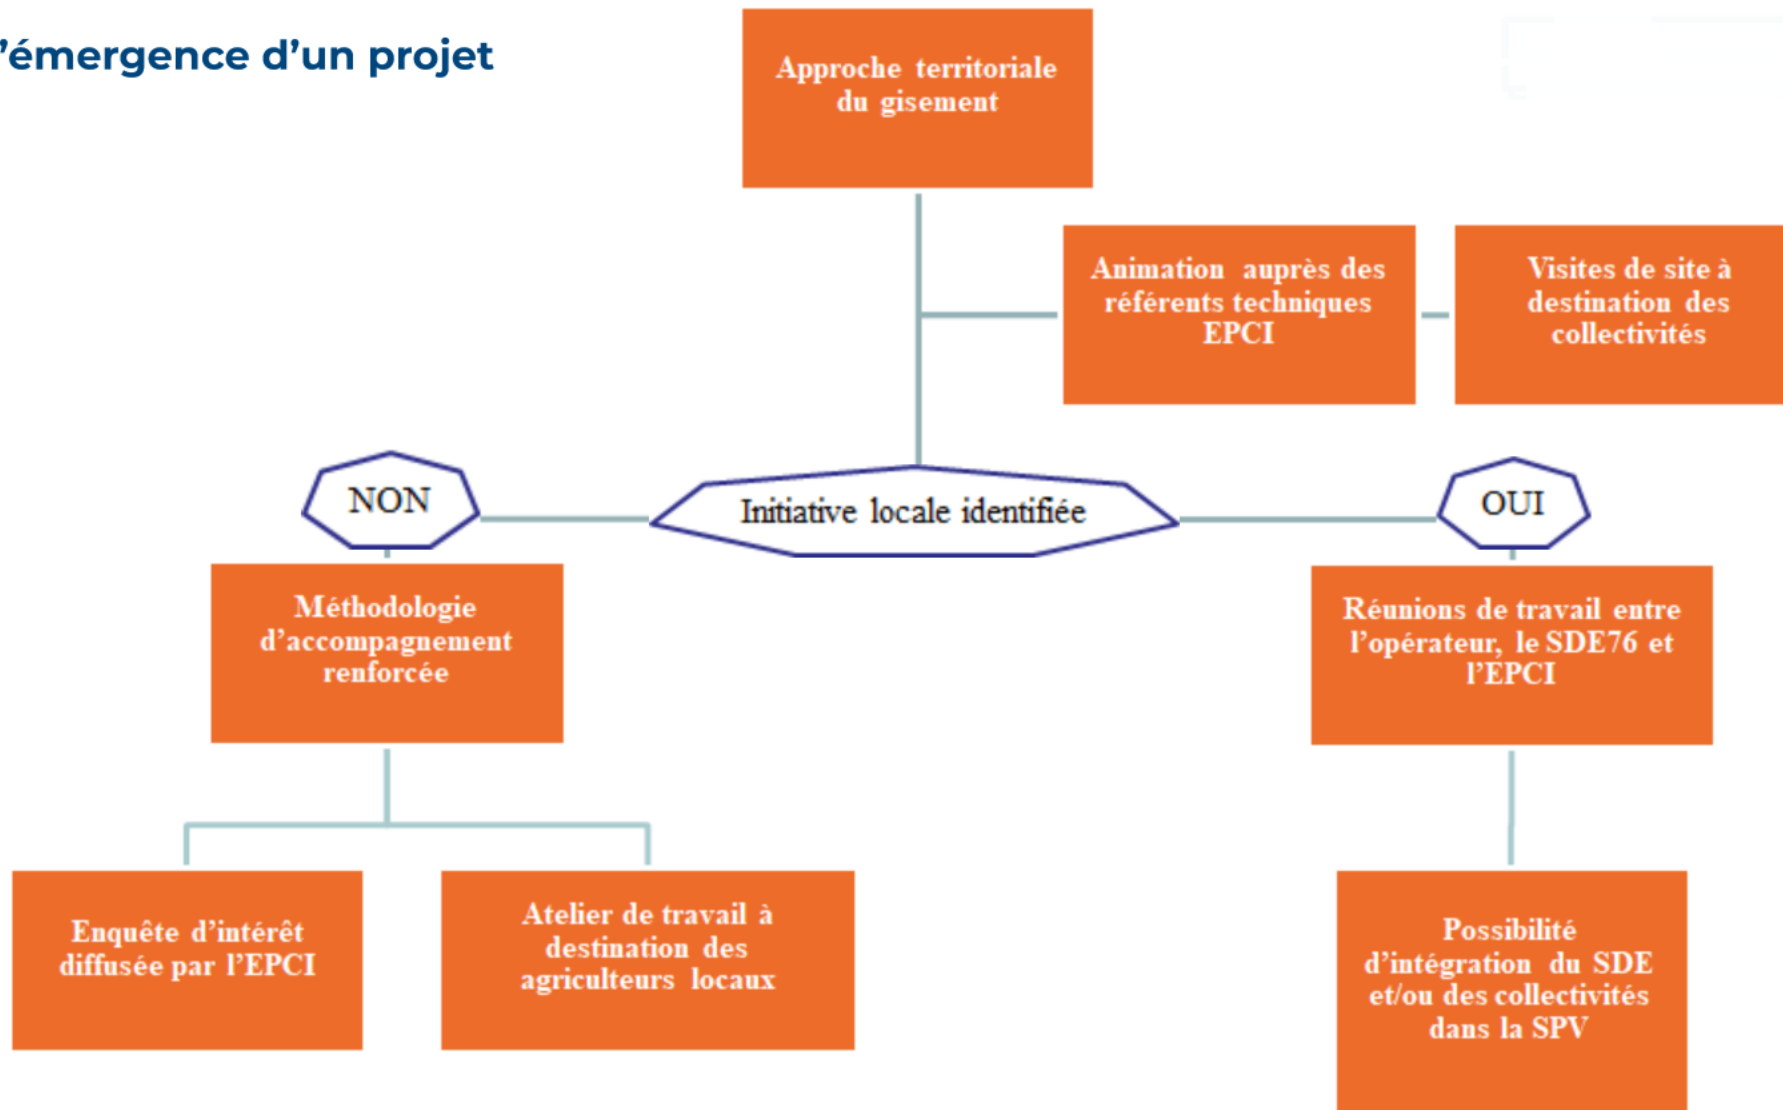 'émergence d'un projet
Approche territoriale
du gisement
Animation auprès des
référents techniques
EPCI
Visites de site à
destination des
collectivités
NON
Initiative locale identifiée
OUI
Méthodologie
d'accompagnement
renforcée
Réunions de travail entre
l'opérateur, le SDE76 et
l'EPCI
Enquête d'intérêt
diffusée par l'EPCI
Atelier de travail à
destination des
agriculteurs locaux
Possibilité
d'intégration du SDE
et/ou des collectivités
dans la SPV